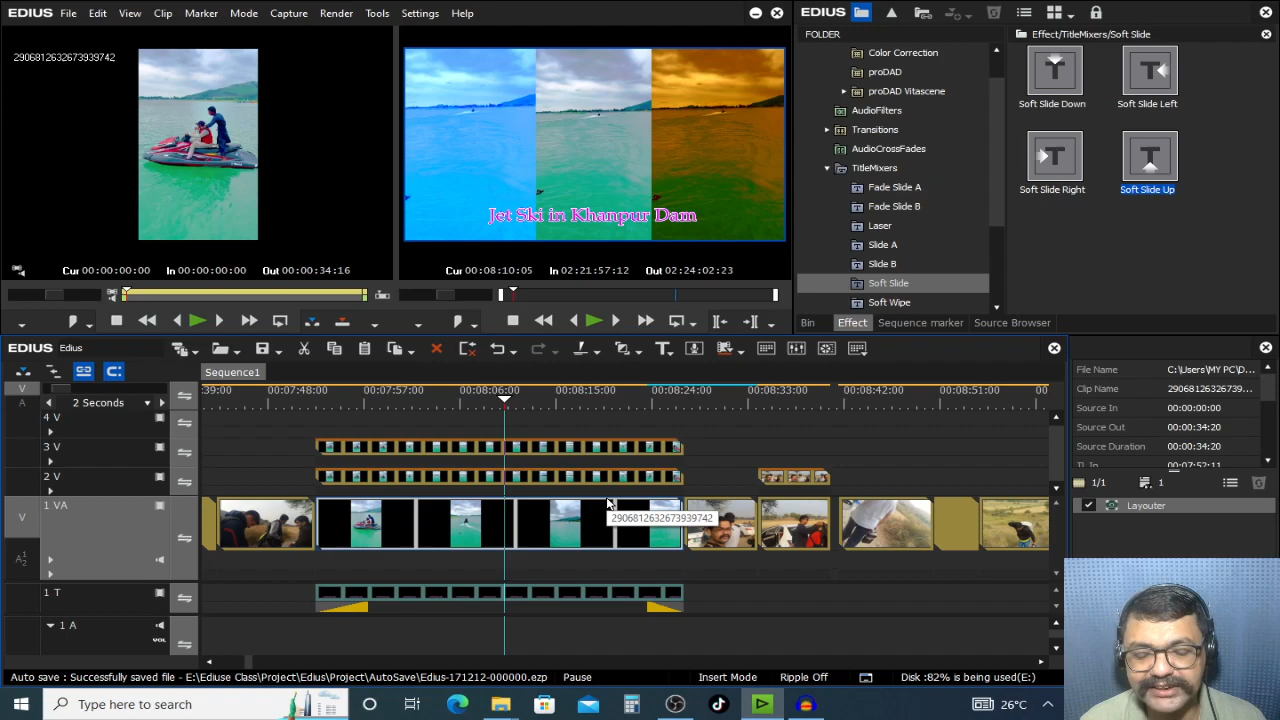 EDIUS File Edit View Clip Marker Mode Capture Render Tools Settings Help
2906812632673939742
Jet Ski in Khanpur Dam
Cur 00:00:00:00 In 00:00:00:00 Out 00:00:34:16
Cur 00:08:10:05 In 02:21:57:12 Out 02:24:02:23
EDIUS
FOLDER
Color Correction
proDAD
proDAD Vitascene
AudioFilters
Transitions
AudioCrossFades
TitleMixers
Fade Slide A
Fade Slide B
Laser
Slide A
Slide B
Soft Slide
Soft Wipe
Effect/TitleMixers/Soft Slide
Soft Slide Down Soft Slide Left
Soft Slide Right Soft Slide Up
Bin Effect Sequence marker Source Browser
EDIUS Edius
Sequence1
V
A
2 Seconds
:39:00 00:07:48:00 00:07:57:00 00:08:06:00 00:08:15:00 00:08:24:00 00:08:33:00 00:08:42:00 00:08:51:00 00
4 V
3 V
2 V
V 1 VA
A12
2906812632673939742
1 T
1 A
VOL
File Name C:\Users\MY PC\D...
Clip Name 29068126326739...
Source In 00:00:00:00
Source Out 00:00:34:20
Source Duration 00:00:34:20
TL In 00:07:52:11
1/1 1
Layouter
Auto save : Successfully saved file - E:\Eduise Class\Project\Edius\Project\AutoSave\Edius-171212-000000.ezp Pause Insert Mode Ripple Off Disk :82% is being used(E:)
Type here to search
26°C